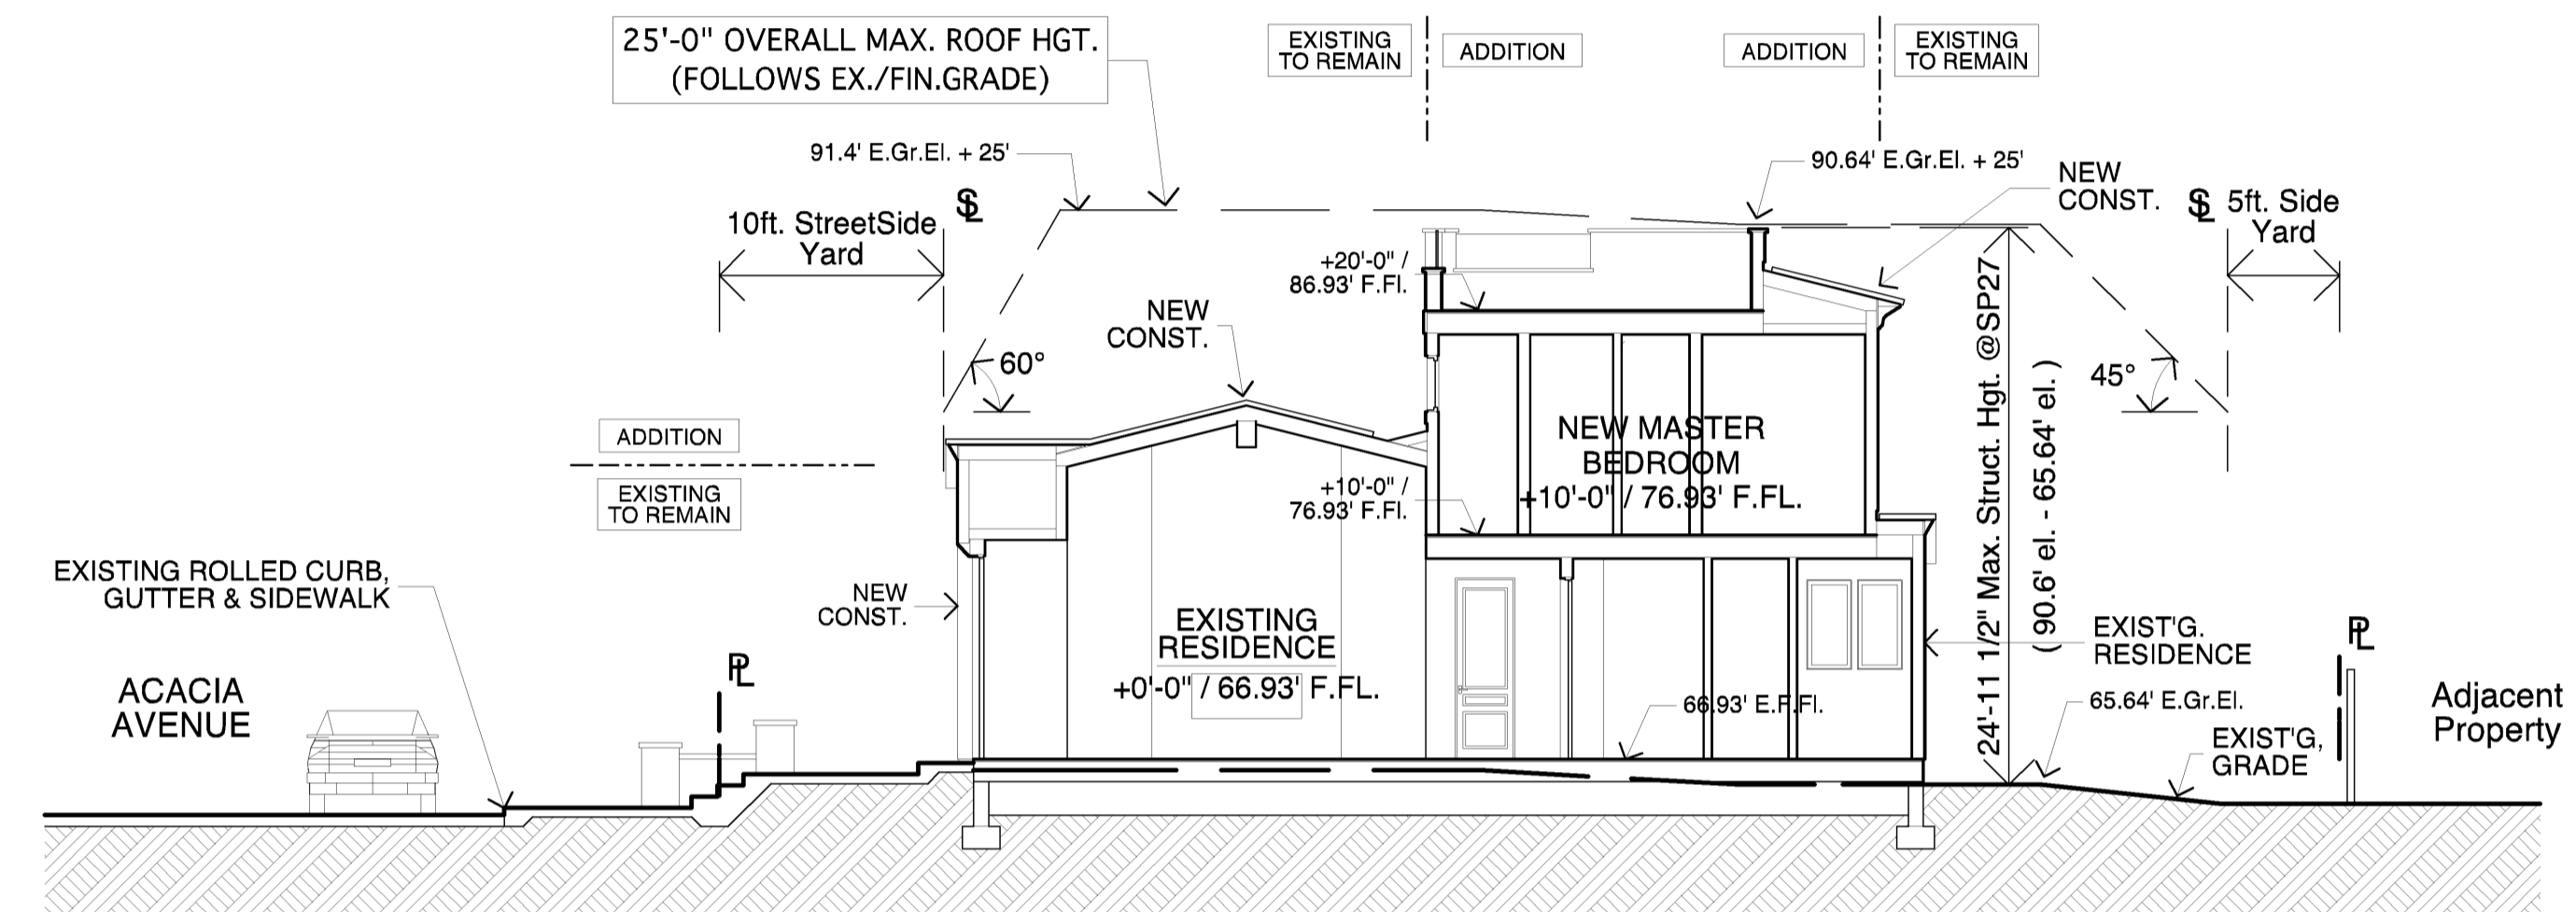 25'-0" OVERALL MAX. ROOF HGT.
(FOLLOWS EX./FIN.GRADE)
EXISTING
TO REMAIN
ADDITION
ADDITION
EXISTING
TO REMAIN
91.4' E.Gr.El. + 25'
90.64' E.Gr.El. + 25'
NEW
CONST.
SL
10ft. StreetSide
Yard
SL
5ft. Side
Yard
+20'-0" /
86.93' F.Fl.
NEW
CONST.
60°
45°
ADDITION
EXISTING
TO REMAIN
NEW MASTER
BEDROOM
+10'-0" / 76.93' F.FL.
+10'-0" /
76.93' F.Fl.
24'-11 1/2" Max. Struct. Hgt. @SP27
( 90.6' el. - 65.64' el. )
EXISTING ROLLED CURB,
GUTTER & SIDEWALK
NEW
CONST.
EXISTING
RESIDENCE
+0'-0" / 66.93' F.FL.
66.93' E.F.Fl.
EXIST'G.
RESIDENCE
65.64' E.Gr.El.
EXIST'G,
GRADE
PL
PL
ACACIA
AVENUE
Adjacent
Property